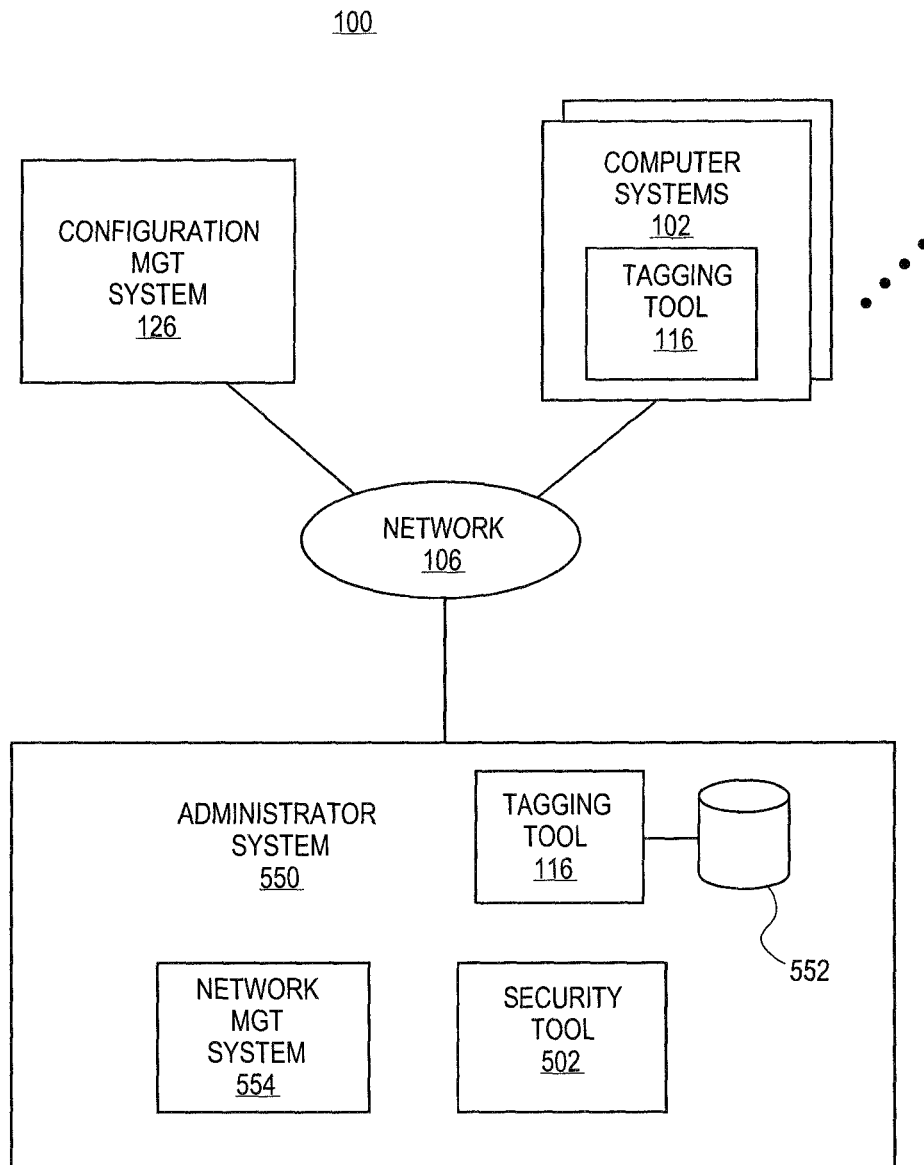 100
CONFIGURATION
MGT
SYSTEM
126
COMPUTER
SYSTEMS
102
TAGGING
TOOL
116
NETWORK
106
ADMINISTRATOR
SYSTEM
550
TAGGING
TOOL
116
552
NETWORK
MGT
SYSTEM
554
SECURITY
TOOL
502